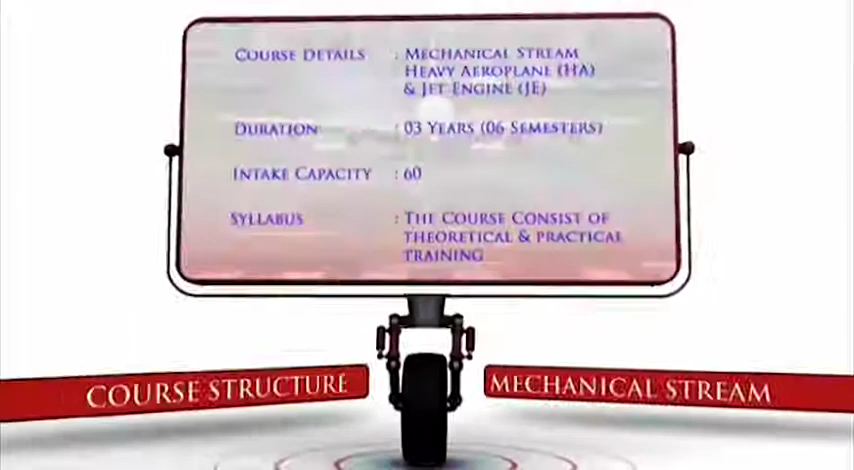 COURSE DETAILS : MECHANICAL STREAM
HEAVY AEROPLANE (HA)
& JET ENGINE (JE)
DURATION : 03 YEARS (06 SEMESTERS)
INTAKE CAPACITY : 60
SYLLABUS : THE COURSE CONSIST OF
THEORETICAL & PRACTICAL
TRAINING
COURSE STRUCTURE
MECHANICAL STREAM